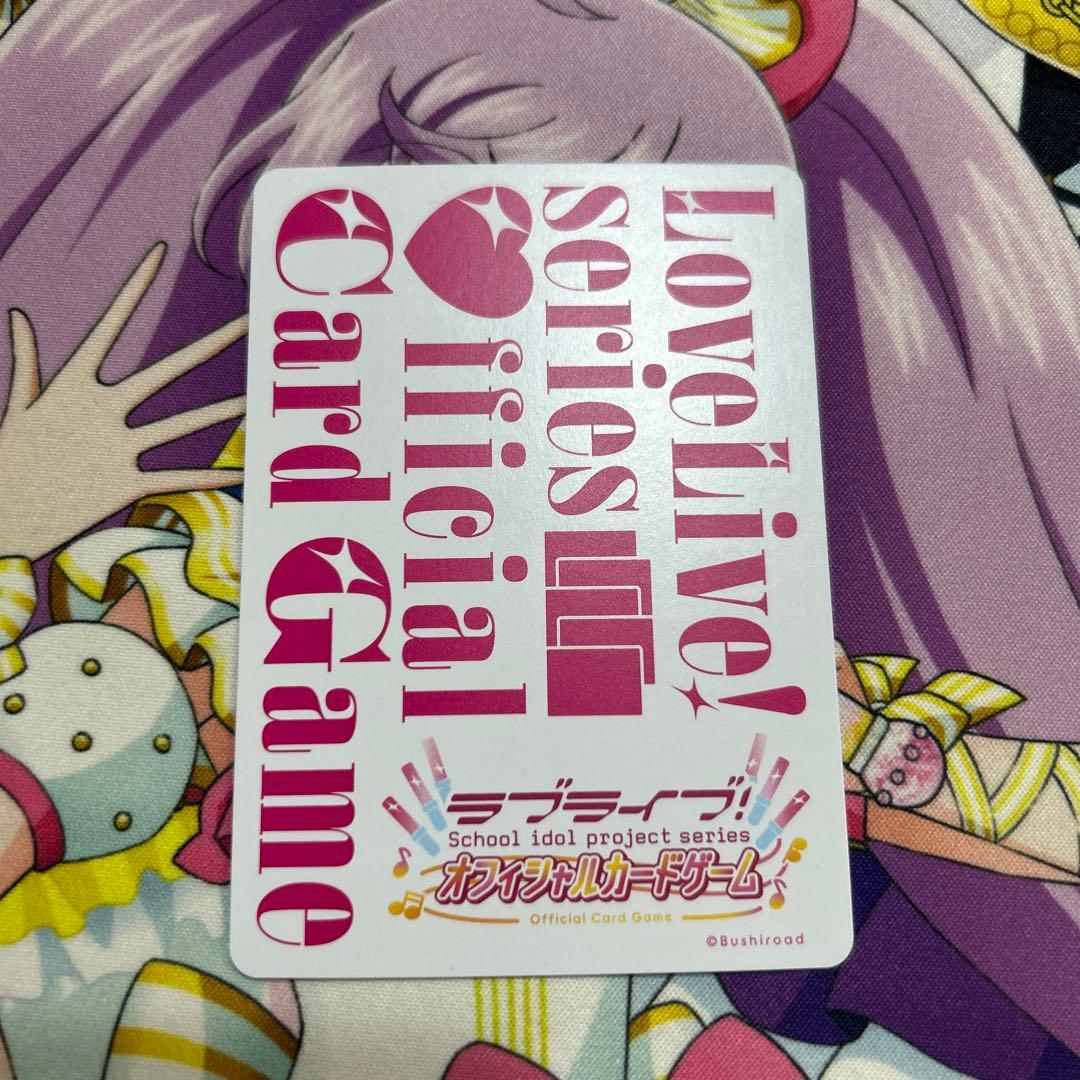 LoveLive!
series
Official
Card Game
ラブライブ!
School idol project series
オフィシャルカードゲーム
Official Card Game
©Bushiroad